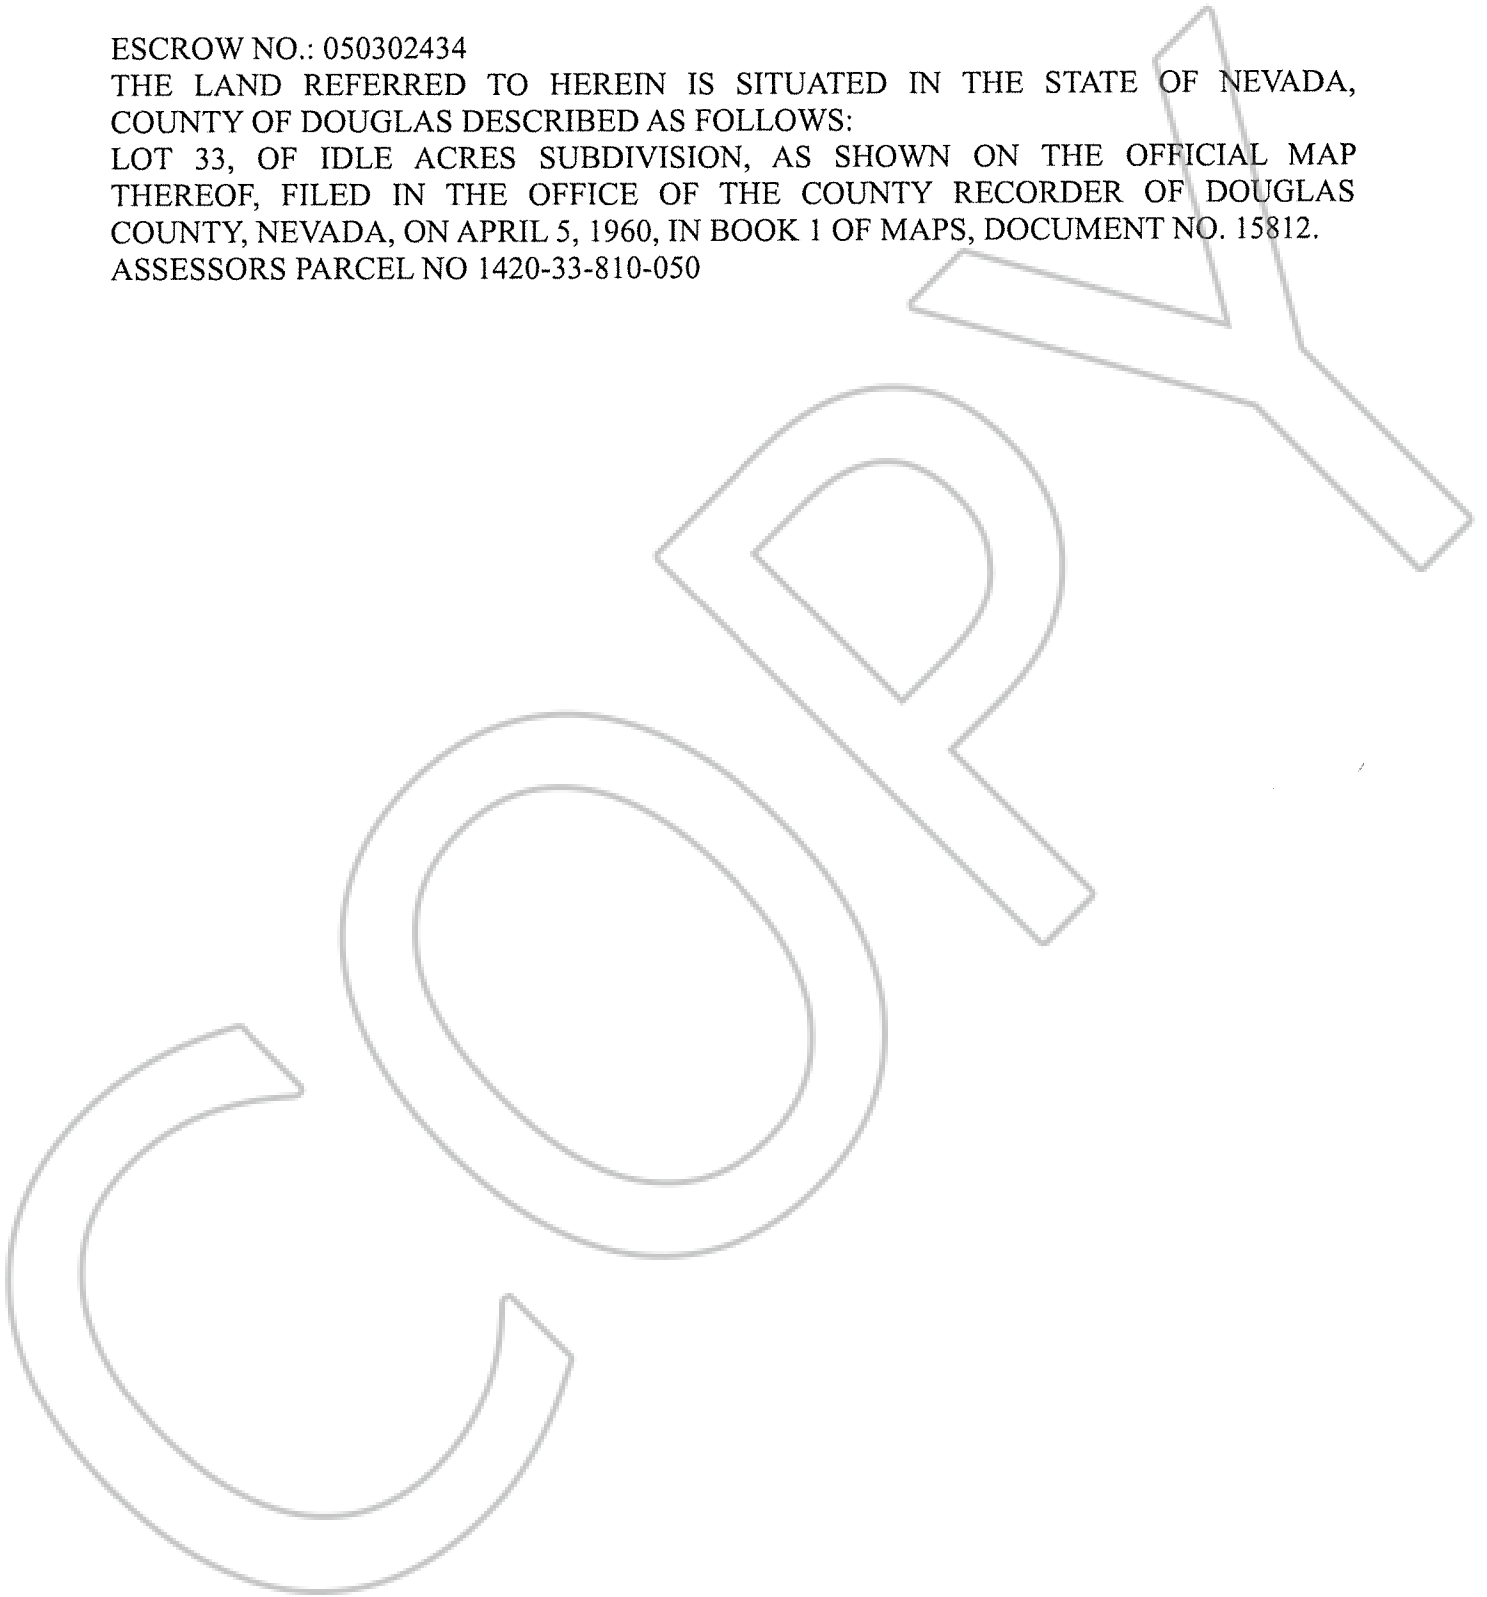 ESCROW NO.: 050302434
THE LAND REFERRED TO HEREIN IS SITUATED IN THE STATE OF NEVADA,
COUNTY OF DOUGLAS DESCRIBED AS FOLLOWS:
LOT 33, OF IDLE ACRES SUBDIVISION, AS SHOWN ON THE OFFICIAL MAP
THEREOF, FILED IN THE OFFICE OF THE COUNTY RECORDER OF DOUGLAS
COUNTY, NEVADA, ON APRIL 5, 1960, IN BOOK 1 OF MAPS, DOCUMENT NO. 15812.
ASSESSORS PARCEL NO 1420-33-810-050
COPY